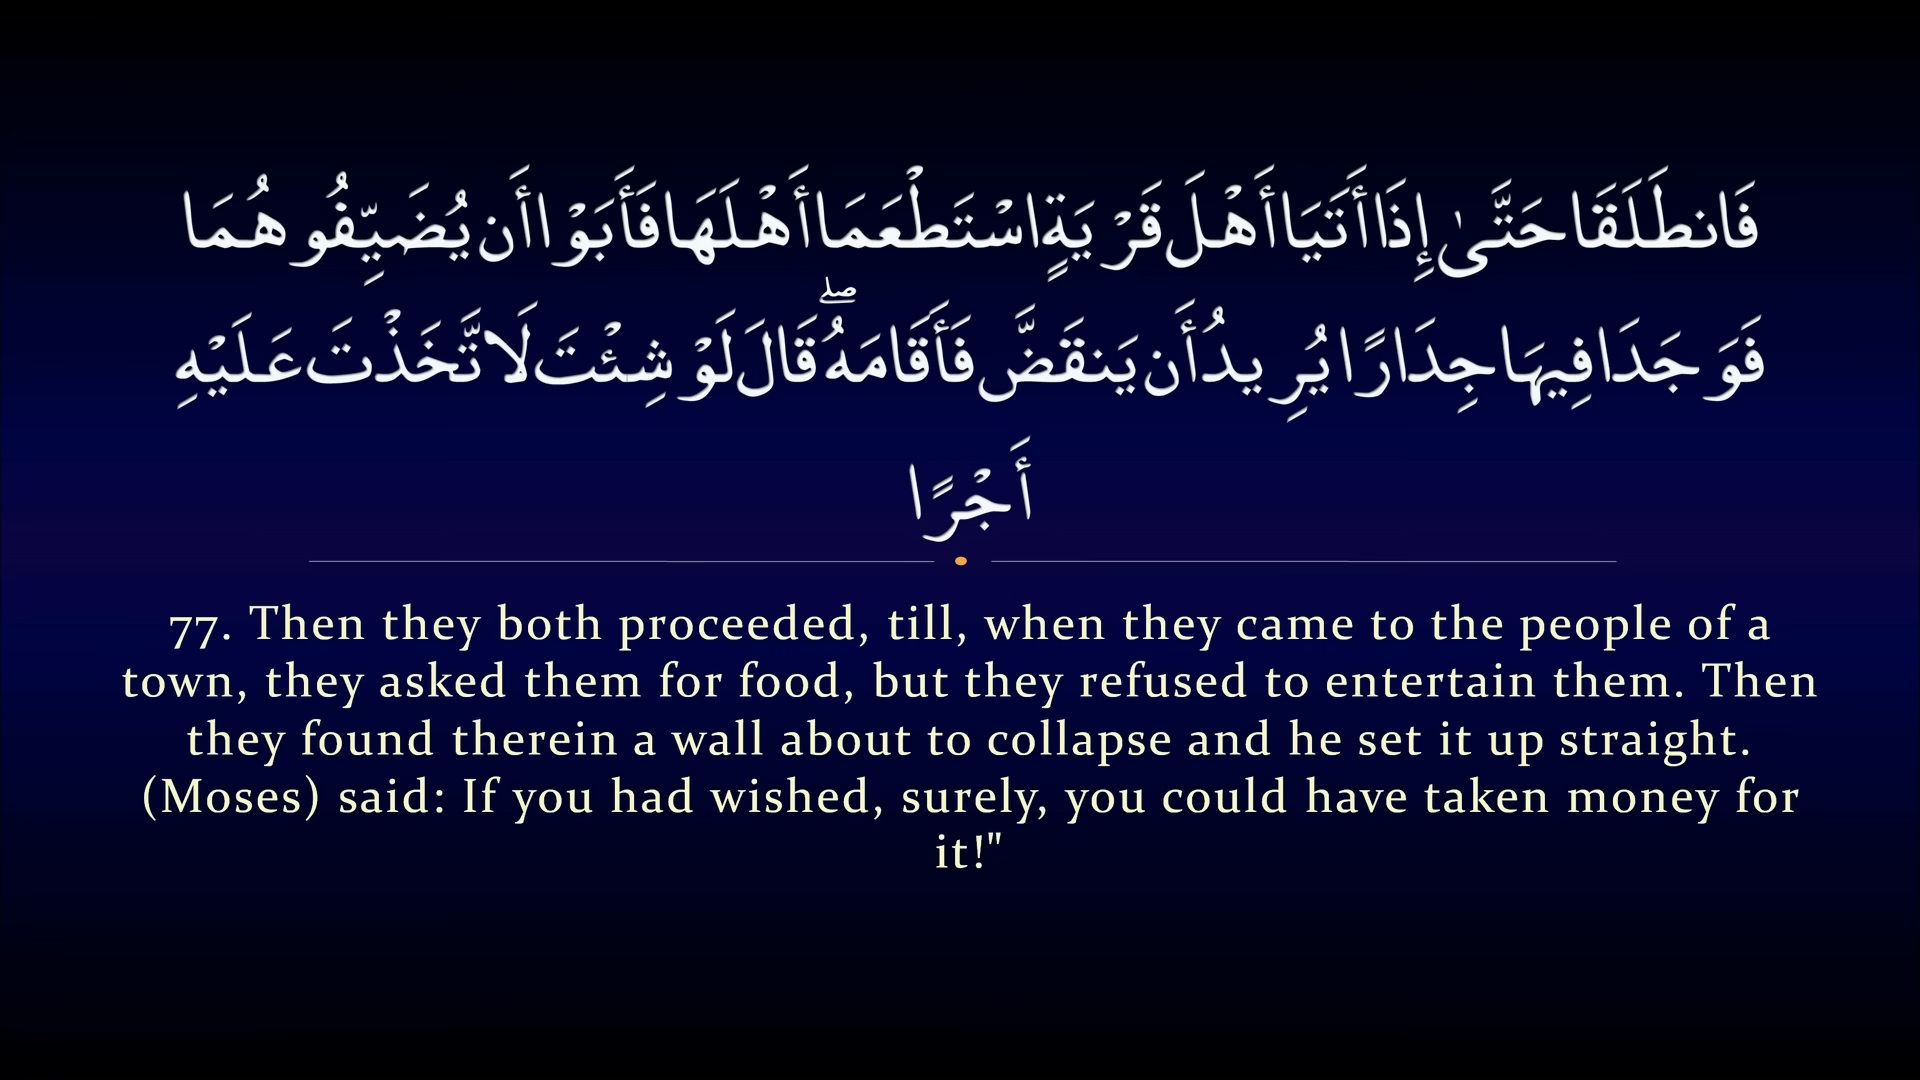 فَانطَلَقَا حَتَّىٰ إِذَا أَتَيَا أَهْلَ قَرْيَةٍ اسْتَطْعَمَا أَهْلَهَا فَأَبَوْا أَن يُضَيِّفُوهُمَا
فَوَجَدَا فِيهَا جِدَارًا يُرِيدُ أَن يَنقَضَّ فَأَقَامَهُ ۖ قَالَ لَوْ شِئْتَ لَاتَّخَذْتَ عَلَيْهِ
أَجْرًا
77. Then they both proceeded, till, when they came to the people of a
town, they asked them for food, but they refused to entertain them. Then
they found therein a wall about to collapse and he set it up straight.
(Moses) said: If you had wished, surely, you could have taken money for
it!"